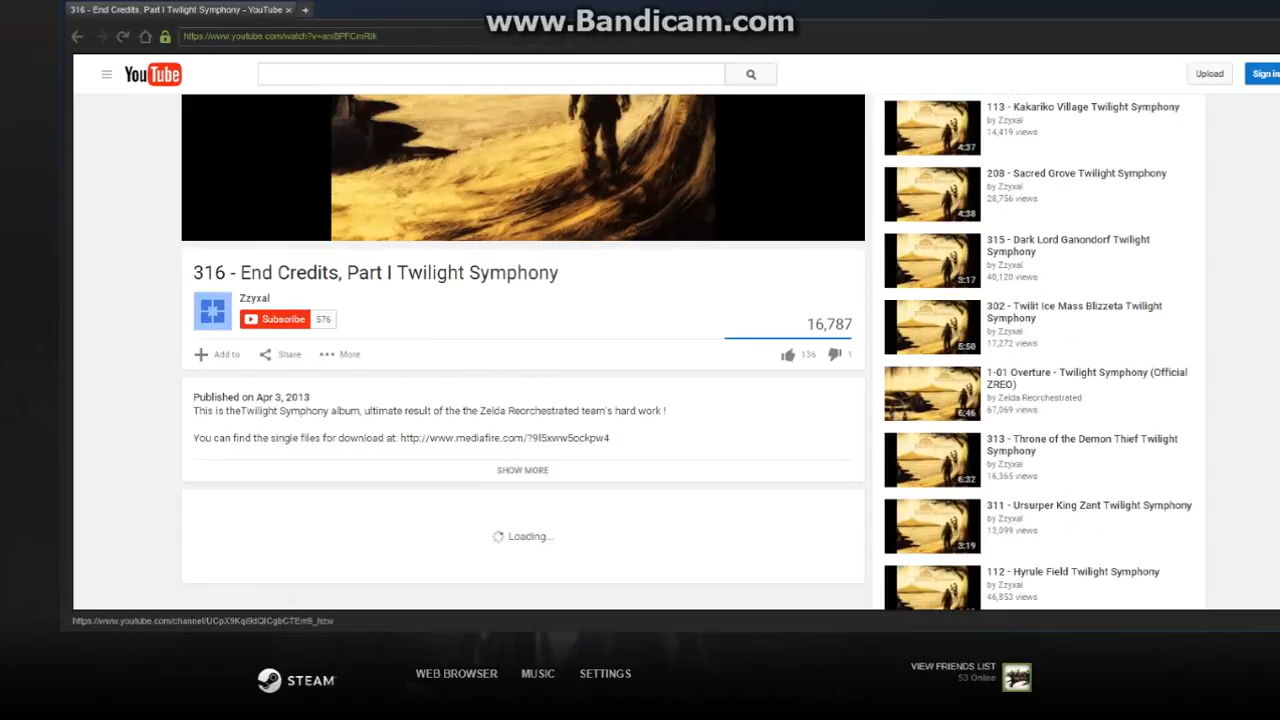 316 - End Credits, Part I Twilight Symphony - YouTube
www.Bandicam.com
YouTube
Upload
Sign in
316 - End Credits, Part I Twilight Symphony
Zzyxal
Subscribe 576
16,787
Add to Share More
136 1
Published on Apr 3, 2013
This is theTwilight Symphony album, ultimate result of the the Zelda Reorchestrated team's hard work !
You can find the single files for download at: http://www.mediafire.com/?9l5xww5ockpw4
SHOW MORE
Loading...
113 - Kakariko Village Twilight Symphony
by Zzyxal
14,419 views
4:37
208 - Sacred Grove Twilight Symphony
by Zzyxal
28,756 views
4:38
315 - Dark Lord Ganondorf Twilight
Symphony
by Zzyxal
40,120 views
3:17
302 - Twilit Ice Mass Blizzeta Twilight
Symphony
by Zzyxal
17,272 views
5:50
1-01 Overture - Twilight Symphony (Official
ZREO)
by Zelda Reorchestrated
67,069 views
6:46
313 - Throne of the Demon Thief Twilight
Symphony
by Zzyxal
16,365 views
6:32
311 - Ursurper King Zant Twilight Symphony
by Zzyxal
13,099 views
3:19
112 - Hyrule Field Twilight Symphony
by Zzyxal
46,853 views
STEAM
WEB BROWSER MUSIC SETTINGS
VIEW FRIENDS LIST
53 Online